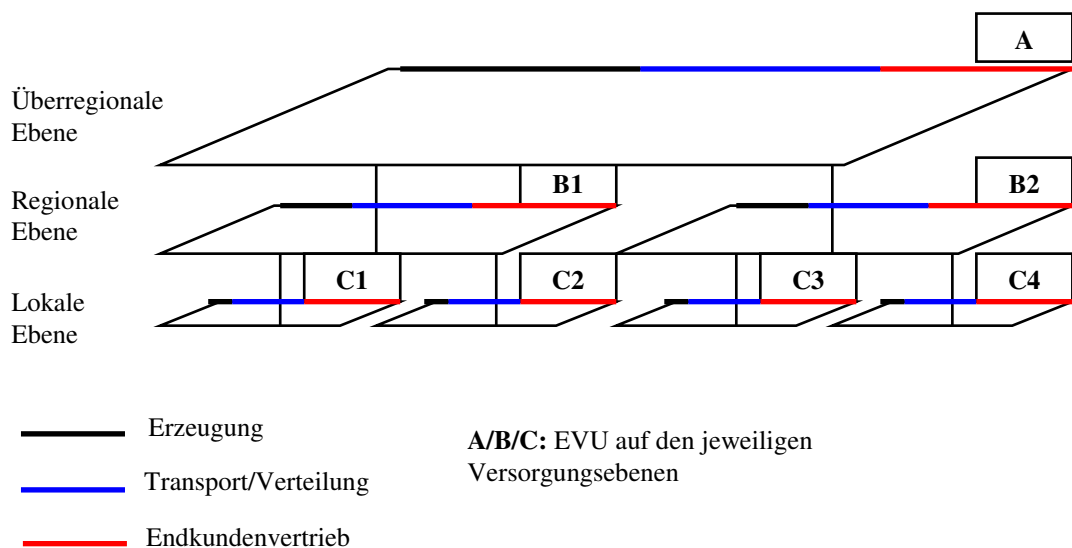 A
Überregionale
Ebene
B1
B2
Regionale
Ebene
C1
C2
C3
C4
Lokale
Ebene
Erzeugung
A/B/C: EVU auf den jeweiligen
Versorgungsebenen
Transport/Verteilung
Endkundenvertrieb